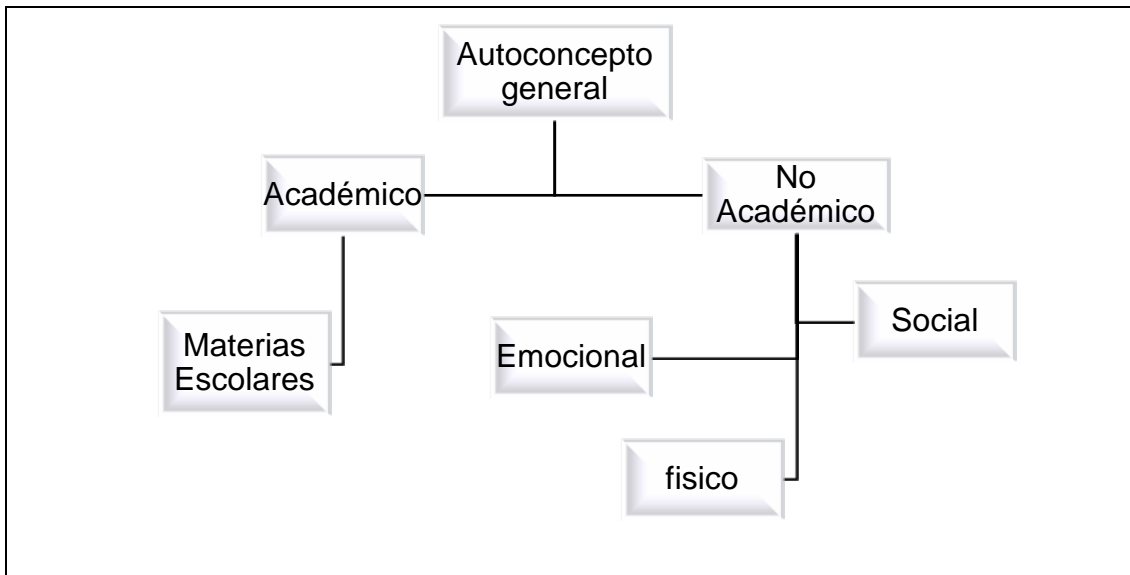 Autoconcepto
general
Académico
No
Académico
Social
Materias
Escolares
Emocional
fisico